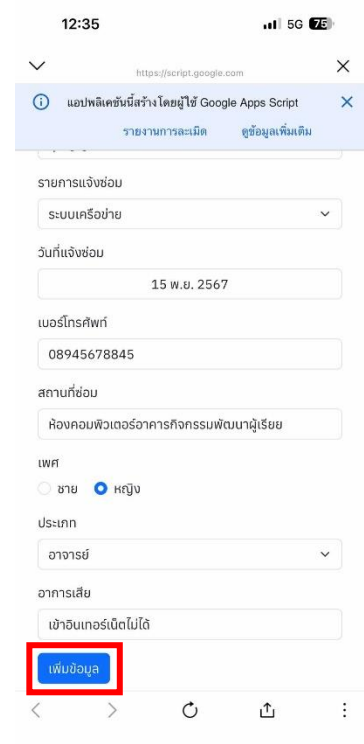 12:35
5G 75
https://script.google.com
แอปพลิเคชันนี้สร้างโดยผู้ใช้ Google Apps Script
รายงานการละเมิด ดูข้อมูลเพิ่มเติม
รายการแจ้งซ่อม
ระบบเครือข่าย
วันที่แจ้งซ่อม
15 พ.ย. 2567
เบอร์โทรศัพท์
08945678845
สถานที่ซ่อม
ห้องคอมพิวเตอร์อาคารกิจกรรมพัฒนาผู้เรียย
เพศ
ชาย หญิง
ประเภท
อาจารย์
อาการเสีย
เข้าอินเทอร์เน็ตไม่ได้
เพิ่มข้อมูล